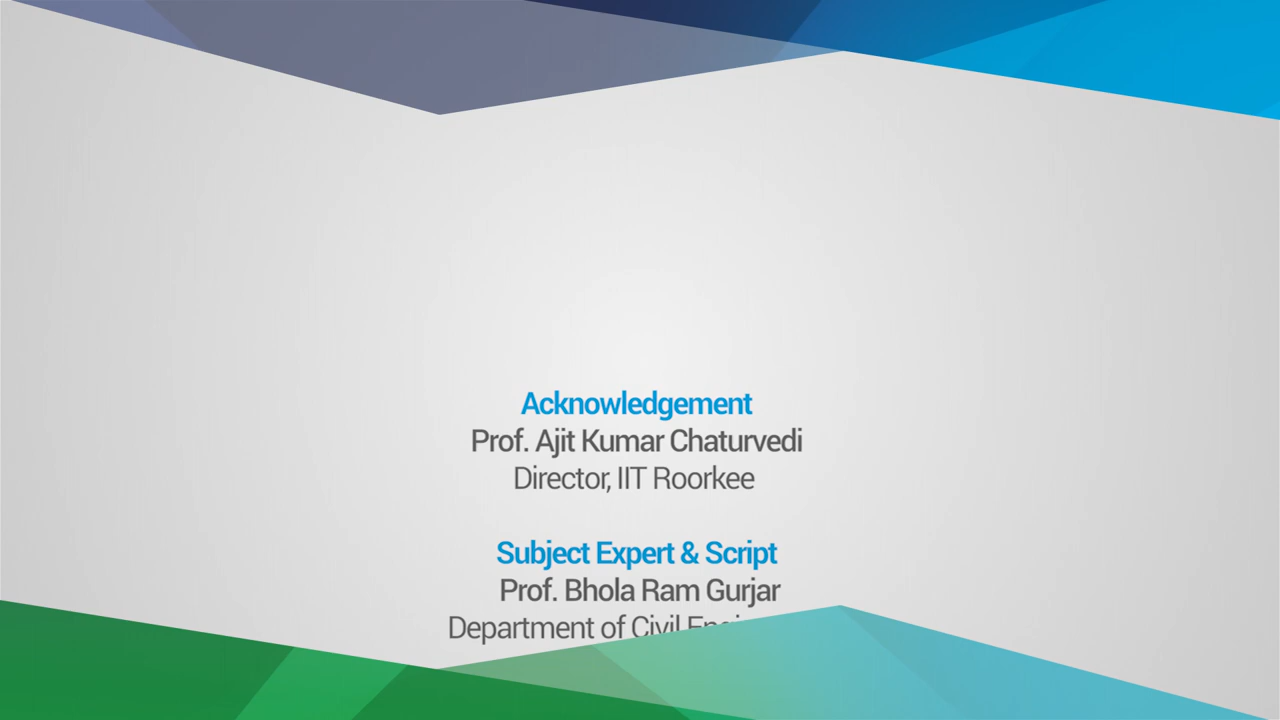 Acknowledgement
Prof. Ajit Kumar Chaturvedi
Director, IIT Roorkee
Subject Expert & Script
Prof. Bhola Ram Gurjar
Department of Civil